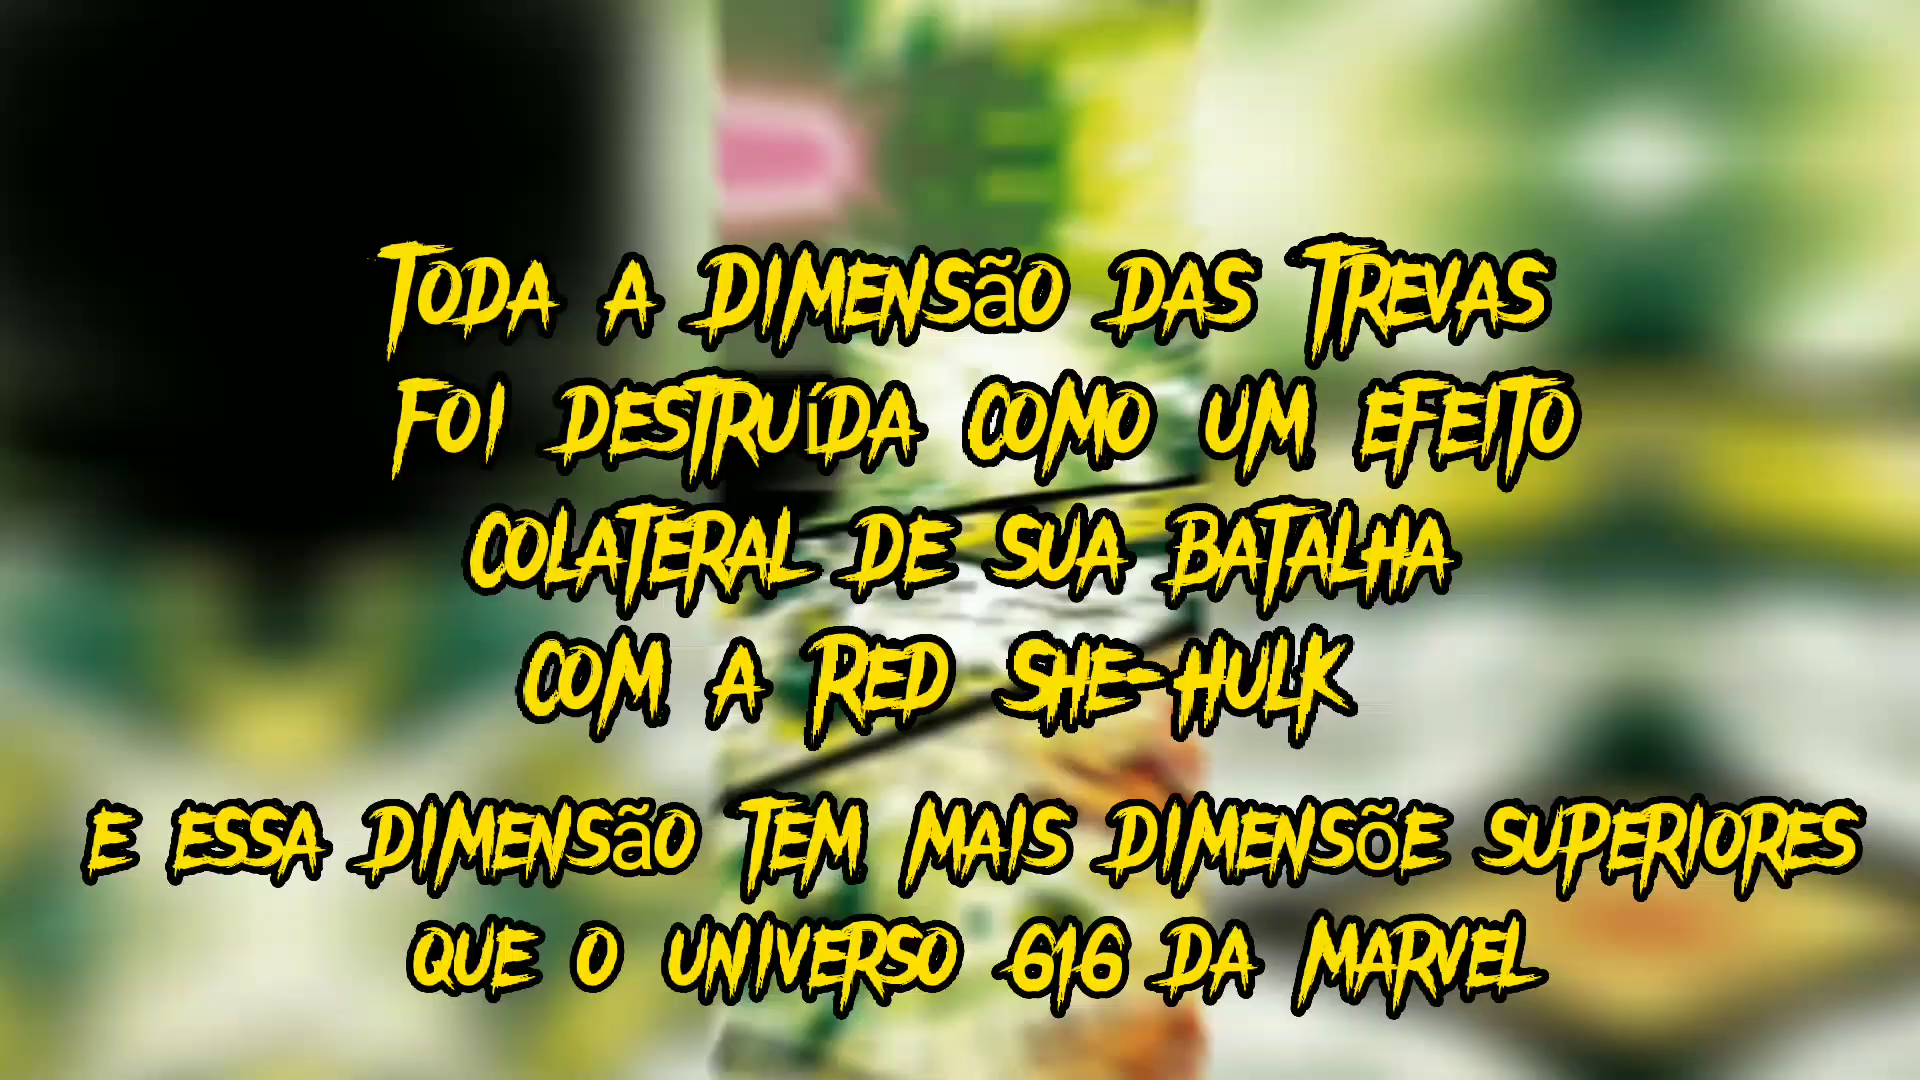 Toda a dimensão das Trevas
foi destruída como um efeito
colateral de sua batalha
com a Red She-Hulk
e essa dimensão tem mais dimensõe superiores
que o universo 616 da Marvel